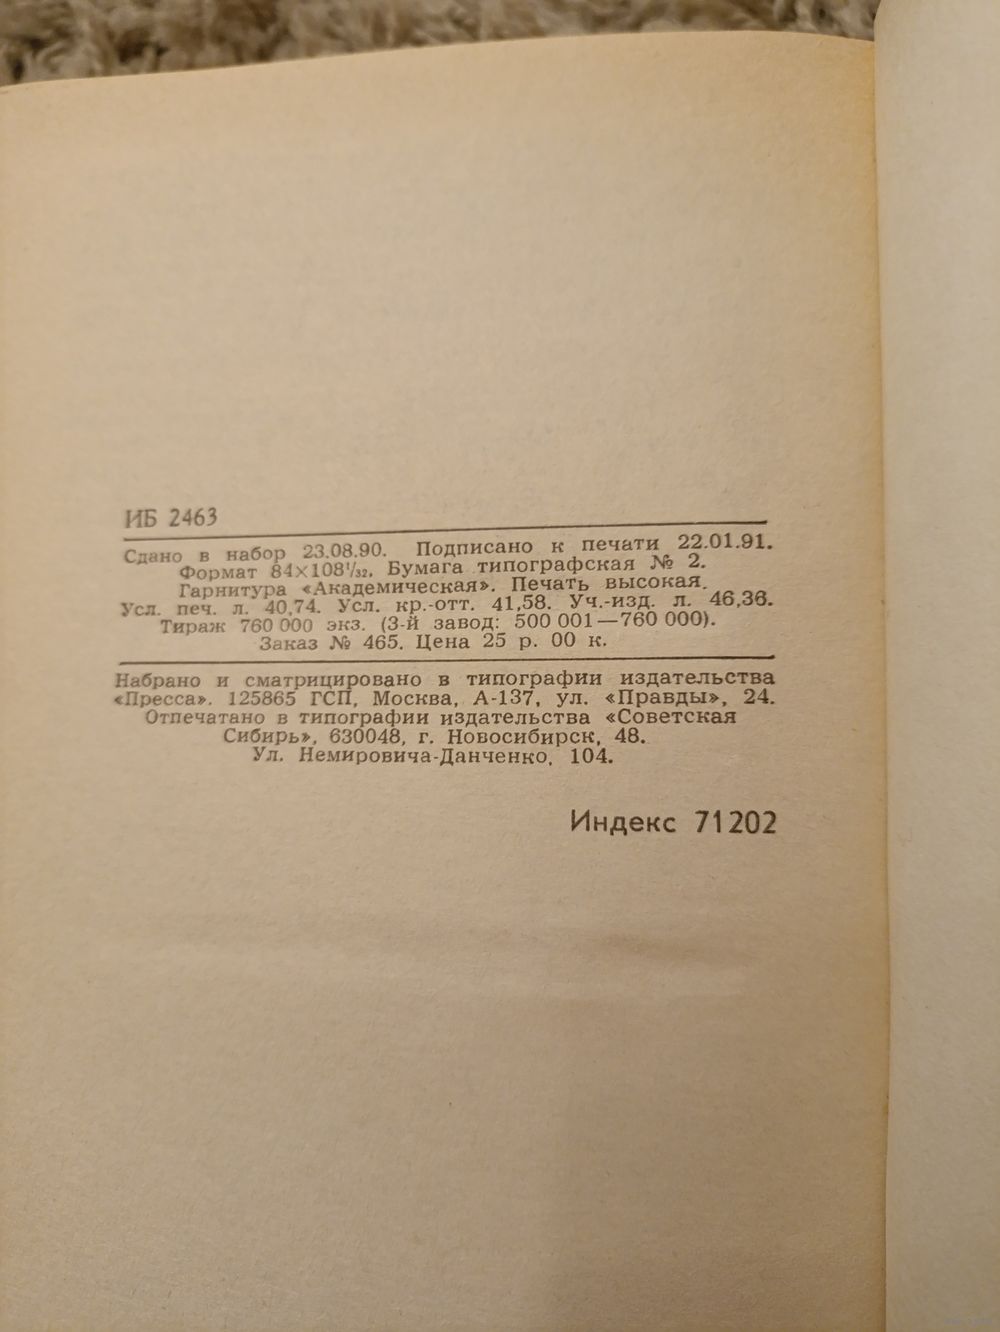 ИБ 2463
Сдано в набор 23.08.90. Подписано к печати 22.01.91.
Формат 84×108¹/₃₂. Бумага типографская № 2.
Гарнитура «Академическая». Печать высокая.
Усл. печ. л. 40,74. Усл. кр.-отт. 41,58. Уч.-изд. л. 46,36.
Тираж 760 000 экз. (3-й завод: 500 001—760 000).
Заказ № 465. Цена 25 р. 00 к.
Набрано и сматрицировано в типографии издательства
«Пресса». 125865 ГСП, Москва, А-137, ул. «Правды», 24.
Отпечатано в типографии издательства «Советская
Сибирь», 630048, г. Новосибирск, 48.
Ул. Немировича-Данченко, 104.
Индекс 71202